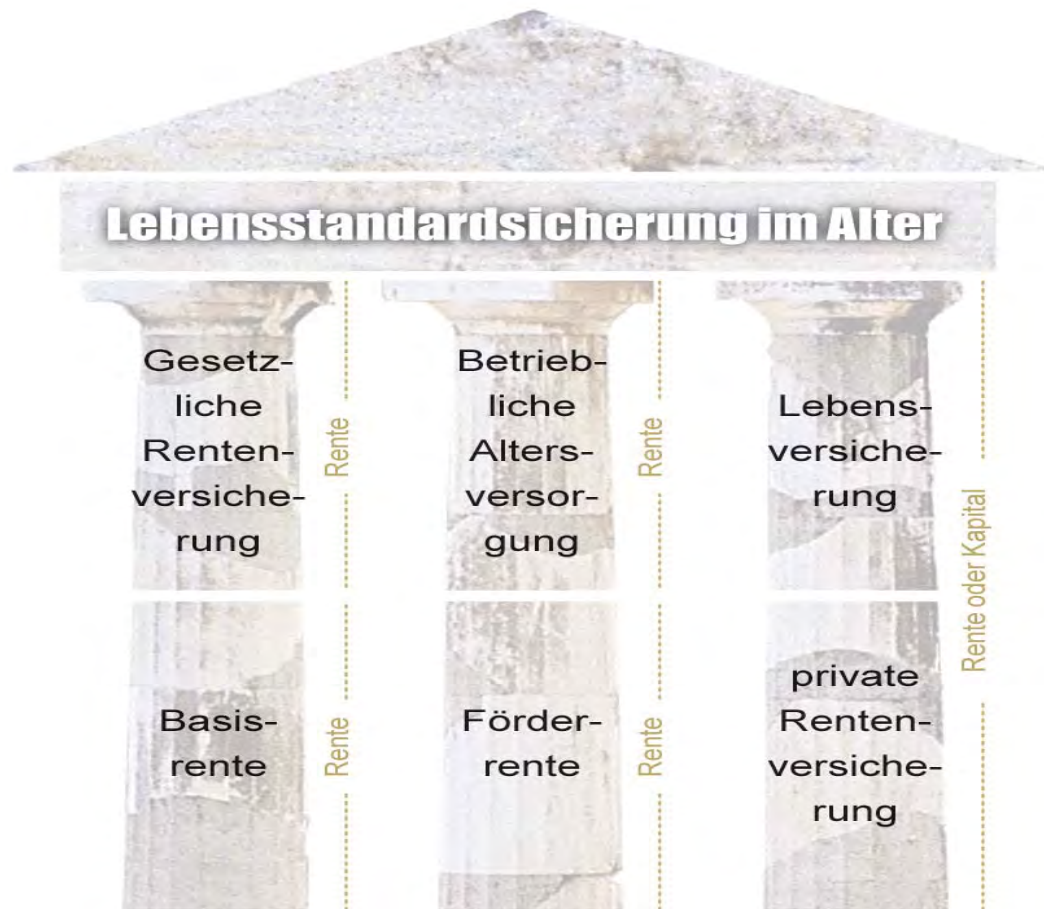 Lebensstandardsicherung im Alter
Gesetz-
liche
Renten-
versiche-
rung
Rente
Betrieb-
liche
Alters-
versor-
gung
Rente
Lebens-
versiche-
rung
Rente oder Kapital
Basis-
rente
Rente
Förder-
rente
Rente
private
Renten-
versiche-
rung